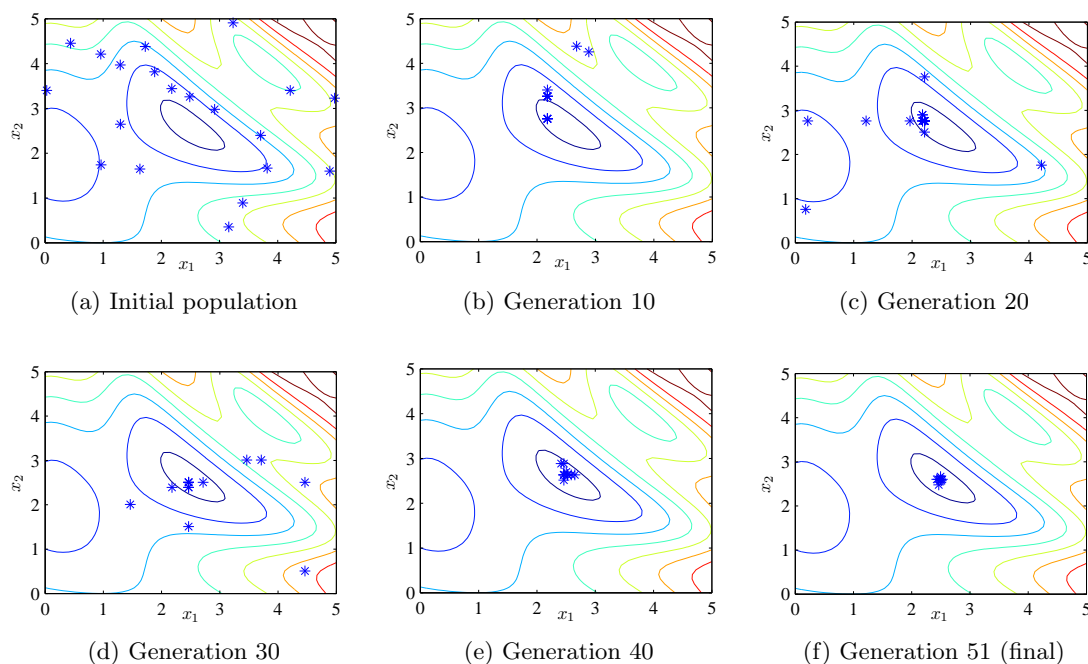 5
4
3
2
1
0
x₂
0 1 2 3 4 5
x₁
(a) Initial population
5
4
3
2
1
0
x₂
0 1 2 3 4 5
x₁
(b) Generation 10
5
4
3
2
1
0
x₂
0 1 2 3 4 5
x₁
(c) Generation 20
5
4
3
2
1
0
x₂
0 1 2 3 4 5
x₁
(d) Generation 30
5
4
3
2
1
0
x₂
0 1 2 3 4 5
x₁
(e) Generation 40
5
4
3
2
1
0
x₂
0 1 2 3 4 5
x₁
(f) Generation 51 (final)